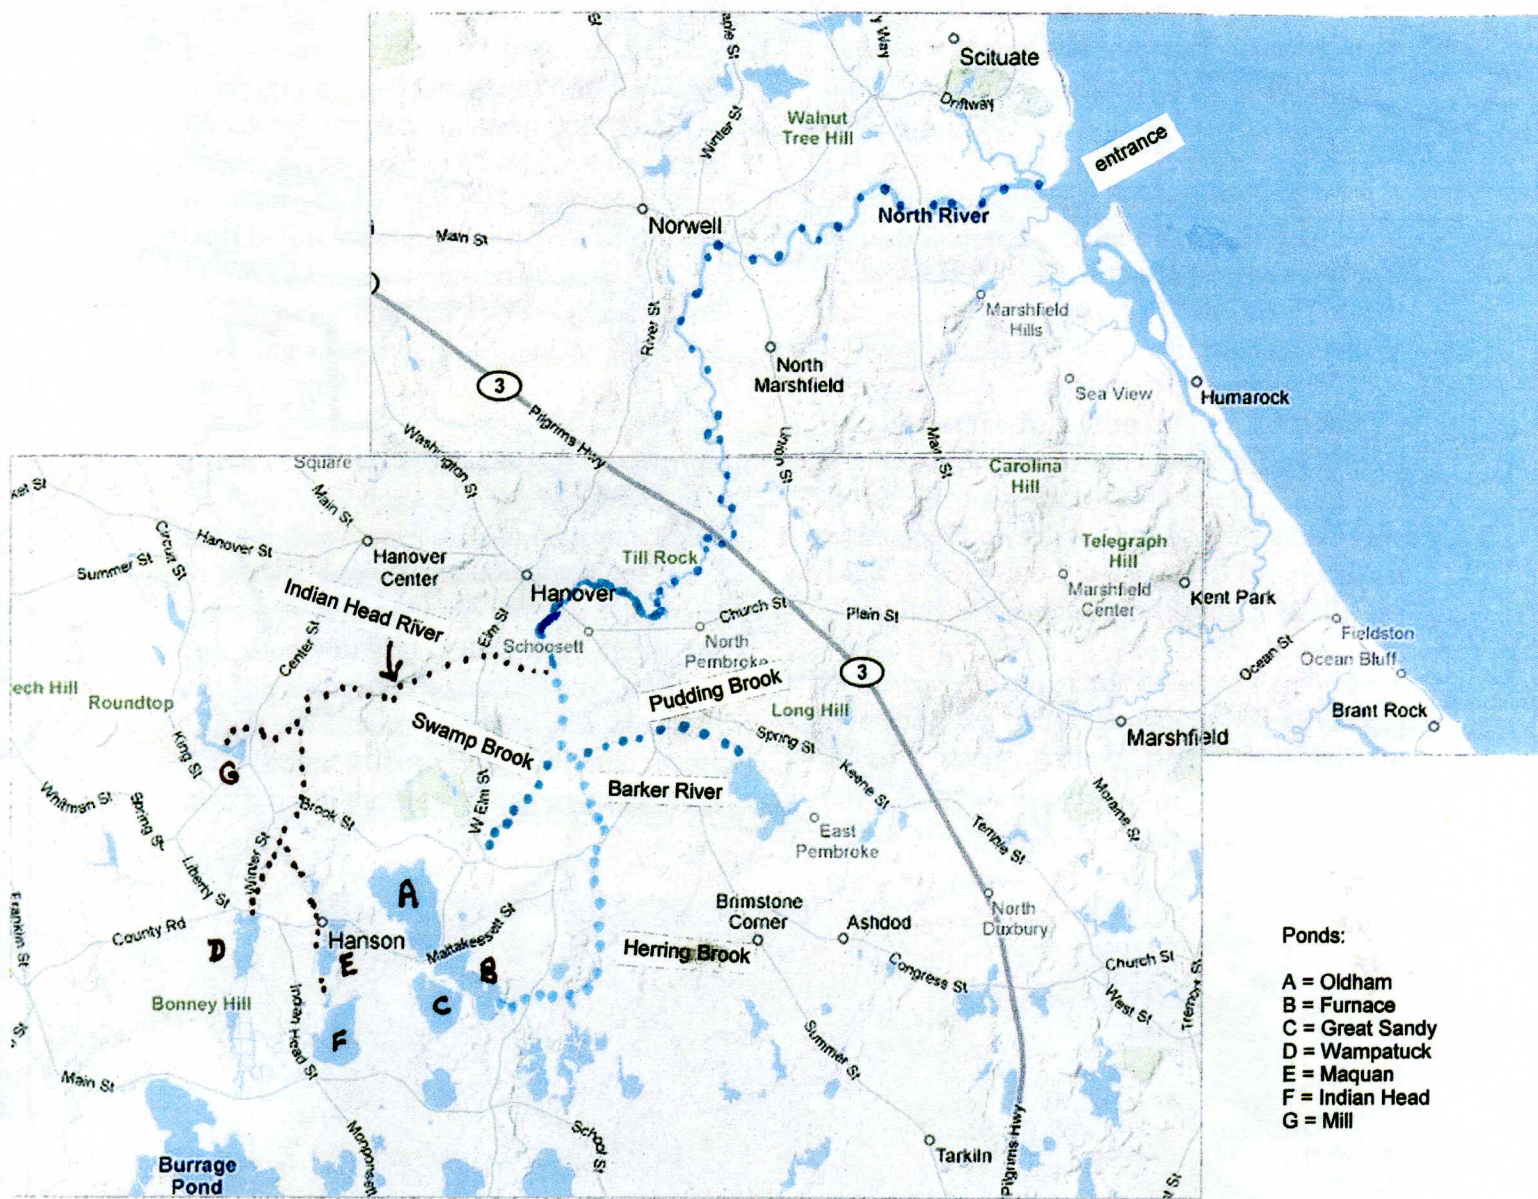 Scituate
Driftway
Winter St
Walnut
Tree Hill
entrance
Norwell
Main St
North River
River St
Marshfield
Hills
North
Marshfield
3
Sea View
Humarock
Pilgrims Hwy
Washington St
Union St
Main St
Square
Carolina
Hill
Main St
Circuit St
Hanover St
Hanover
Center
Summer St
Till Rock
Telegraph
Hill
Hanover
Indian Head River
Marshfield
Center
Kent Park
Church St
Plain St
Elm St
Schoosett
Center St
North
Pembroke
Fieldston
Ocean St
Ocean Bluff
3
Roundtop
Pudding Brook
Long Hill
Brant Rock
Swamp Brook
Spring St
Marshfield
King St
G
Keene St
Barker River
Whitman St
Spring St
W Elm St
Brook St
Moraine St
East
Pembroke
Temple St
Winter St
Liberty St
A
Franklin St
County Rd
Hanson
Mattakeesett St
Brimstone
Corner
Ashdod
North
Duxbury
D
E
B
Herring Brook
Congress St
Church St
C
West St
Tremont St
Bonney Hill
Indian Head St
F
Summer St
Main St
School St
Monponsett
Burrage
Pond
Tarkiln
Pilgrims Hwy
Ponds:
A = Oldham
B = Furnace
C = Great Sandy
D = Wampatuck
E = Maquan
F = Indian Head
G = Mill